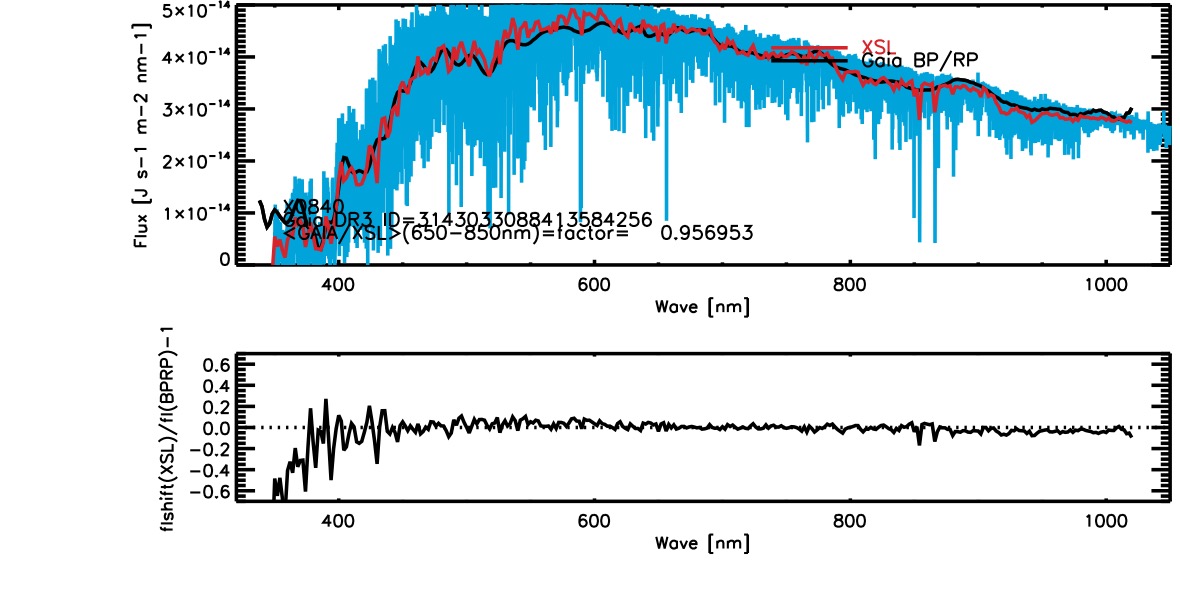 5×10⁻¹⁴
4×10⁻¹⁴
3×10⁻¹⁴
2×10⁻¹⁴
1×10⁻¹⁴
0
Flux [J s−1 m−2 nm−1]
XSL
Gaia BP/RP
X0840
Gaia DR3 ID=3143033088413584256
<GAIA/XSL>(650−850nm)=factor= 0.956953
400 600 800 1000
Wave [nm]
0.6
0.4
0.2
0.0
−0.2
−0.4
−0.6
flshift(XSL)/fl(BPRP)−1
400 600 800 1000
Wave [nm]